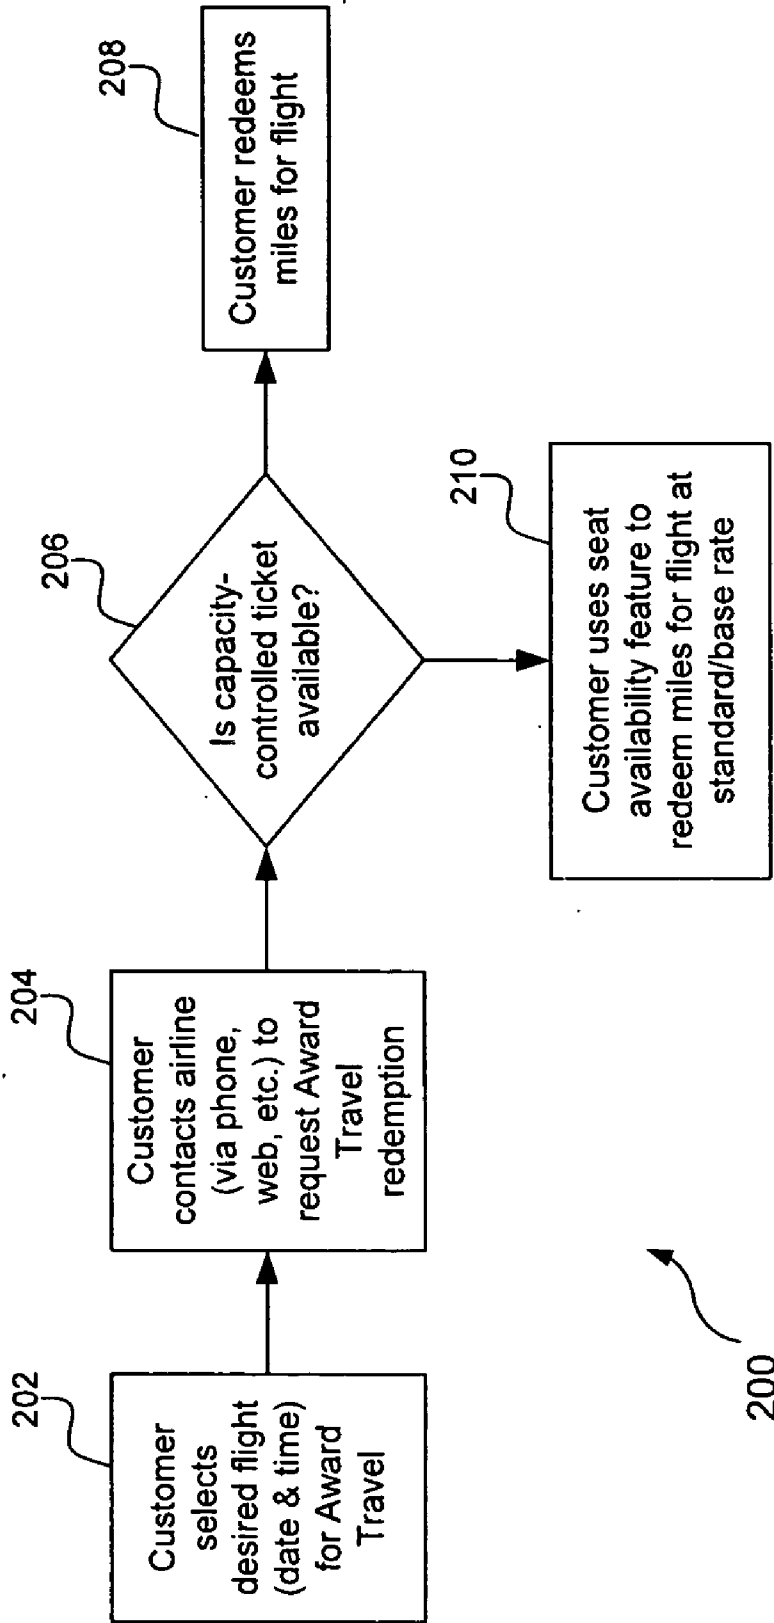 202
Customer
selects
desired flight
(date & time)
for Award
Travel
204
Customer
contacts airline
(via phone,
web, etc.) to
request Award
Travel
redemption
206
Is capacity-
controlled ticket
available?
208
Customer redeems
miles for flight
210
Customer uses seat
availability feature to
redeem miles for flight at
standard/base rate
200